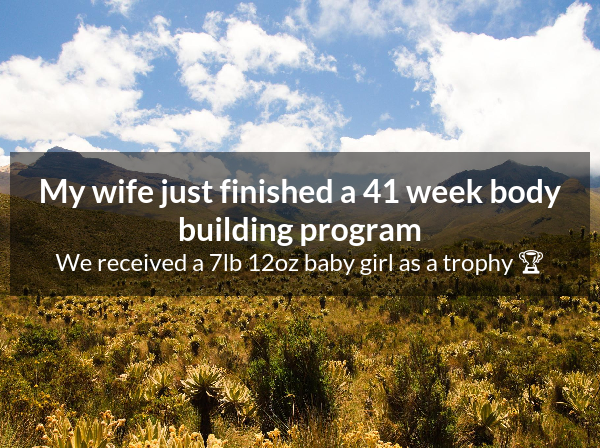 My wife just finished a 41 week body
building program
We received a 7lb 12oz baby girl as a trophy 🏆